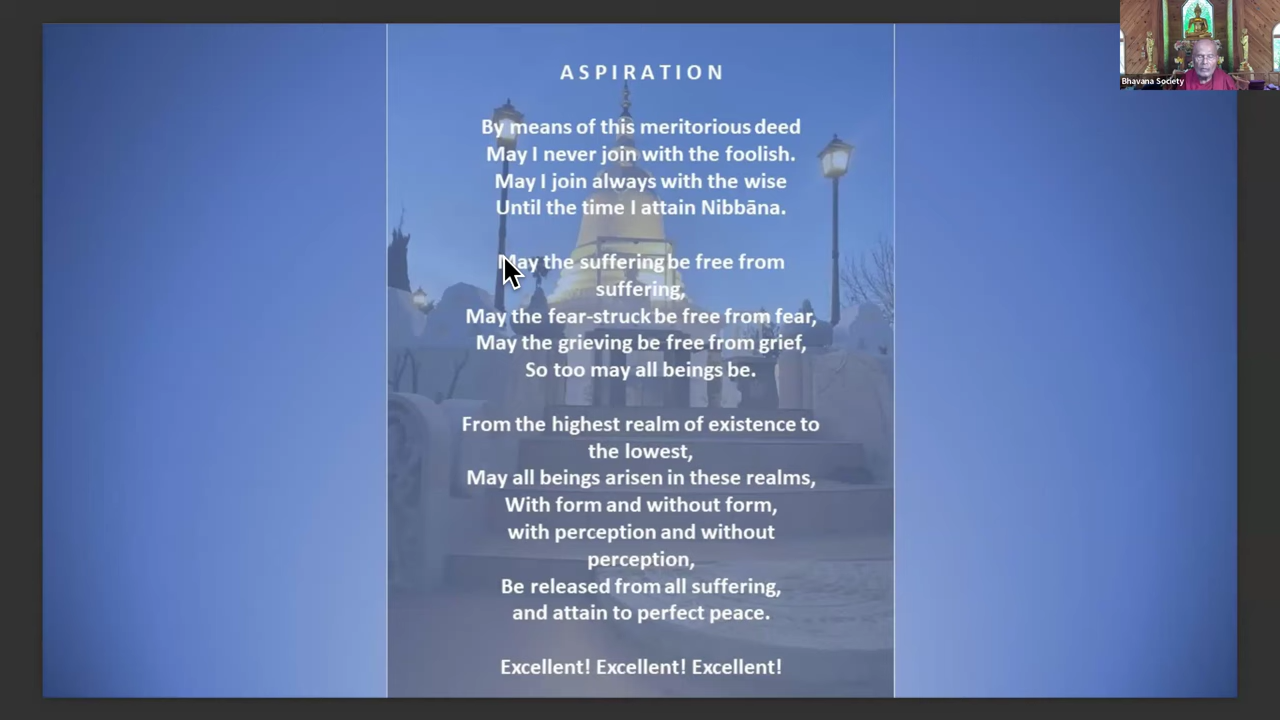 ASPIRATION
By means of this meritorious deed
May I never join with the foolish.
May I join always with the wise
Until the time I attain Nibbāna.
May the suffering be free from
suffering,
May the fear-struck be free from fear,
May the grieving be free from grief,
So too may all beings be.
From the highest realm of existence to
the lowest,
May all beings arisen in these realms,
With form and without form,
with perception and without
perception,
Be released from all suffering,
and attain to perfect peace.
Excellent! Excellent! Excellent!
Bhavana Society